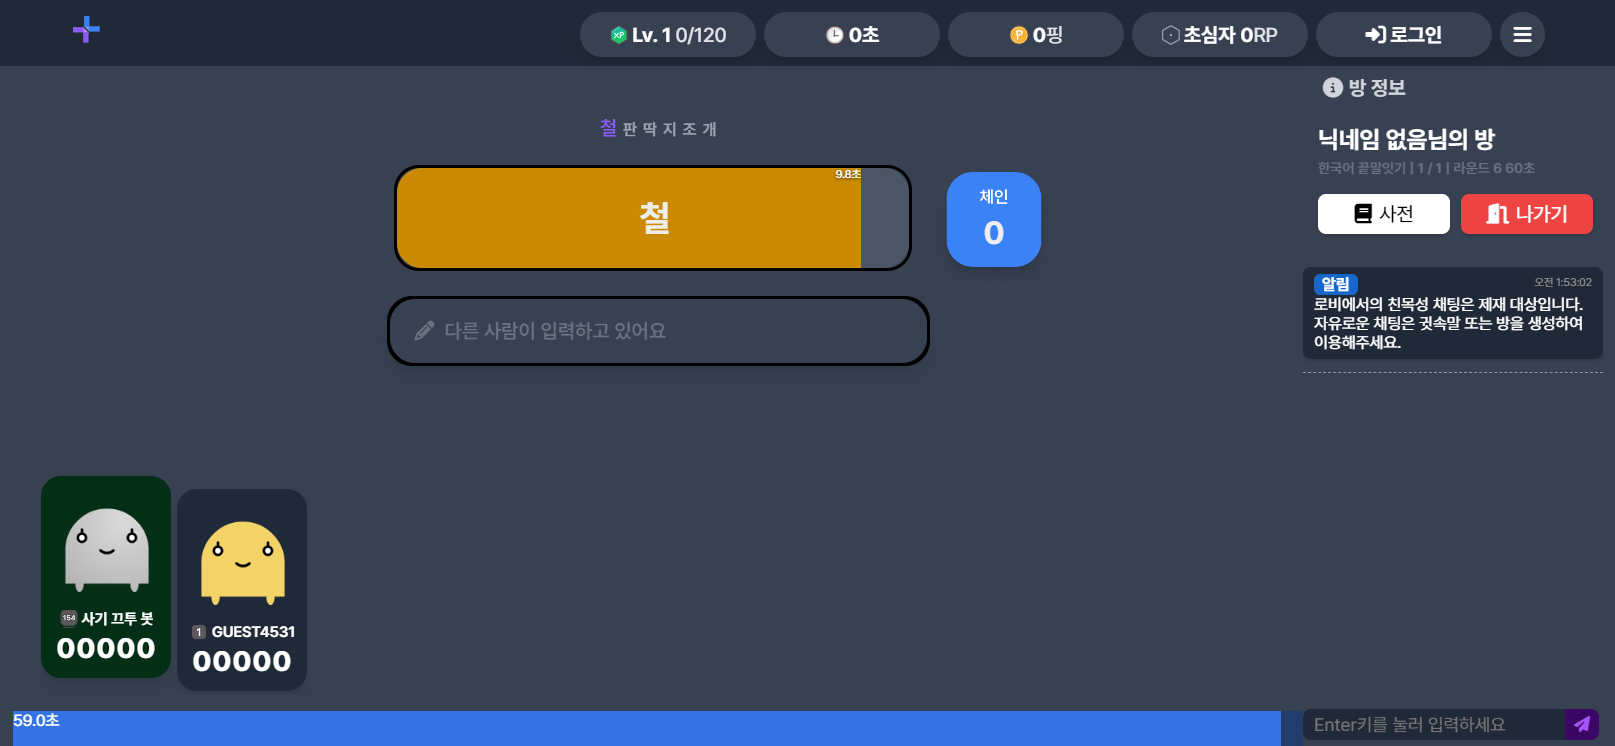 XP Lv. 1 0/120
0초
P 0핑
초심자 0RP
로그인
방 정보
철판딱지조개
닉네임 없음님의 방
한국어 끝말잇기 | 1 / 1 | 라운드 6 60초
9.8초
철
체인
0
사전
나가기
알림
오전 1:53:02
로비에서의 친목성 채팅은 제재 대상입니다.
자유로운 채팅은 귓속말 또는 방을 생성하여
이용해주세요.
다른 사람이 입력하고 있어요
154 사기 끄투 봇
00000
1 GUEST4531
00000
59.0초
Enter키를 눌러 입력하세요